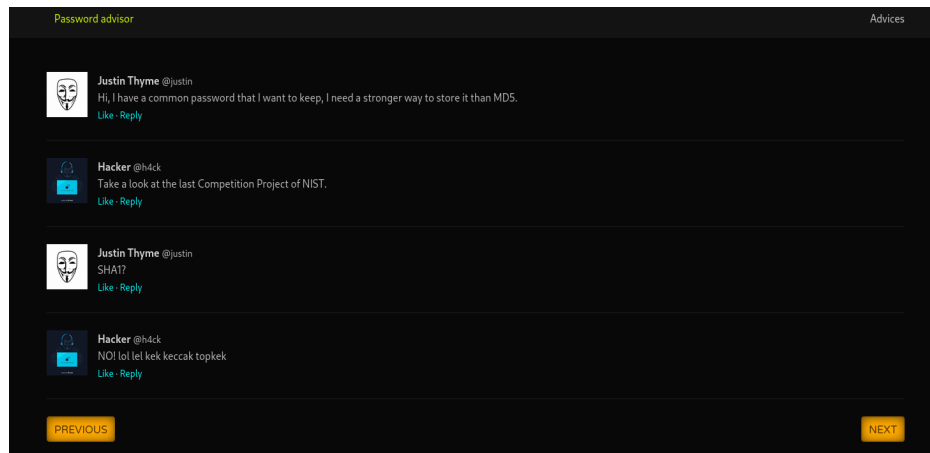 Password advisor
Advices
Justin Thyme @justin
Hi, I have a common password that I want to keep, I need a stronger way to store it than MD5.
Like · Reply
Hacker @h4ck
Take a look at the last Competition Project of NIST.
Like · Reply
Justin Thyme @justin
SHA1?
Like · Reply
Hacker @h4ck
NO! lol lel kek keccak topkek
Like · Reply
PREVIOUS
NEXT